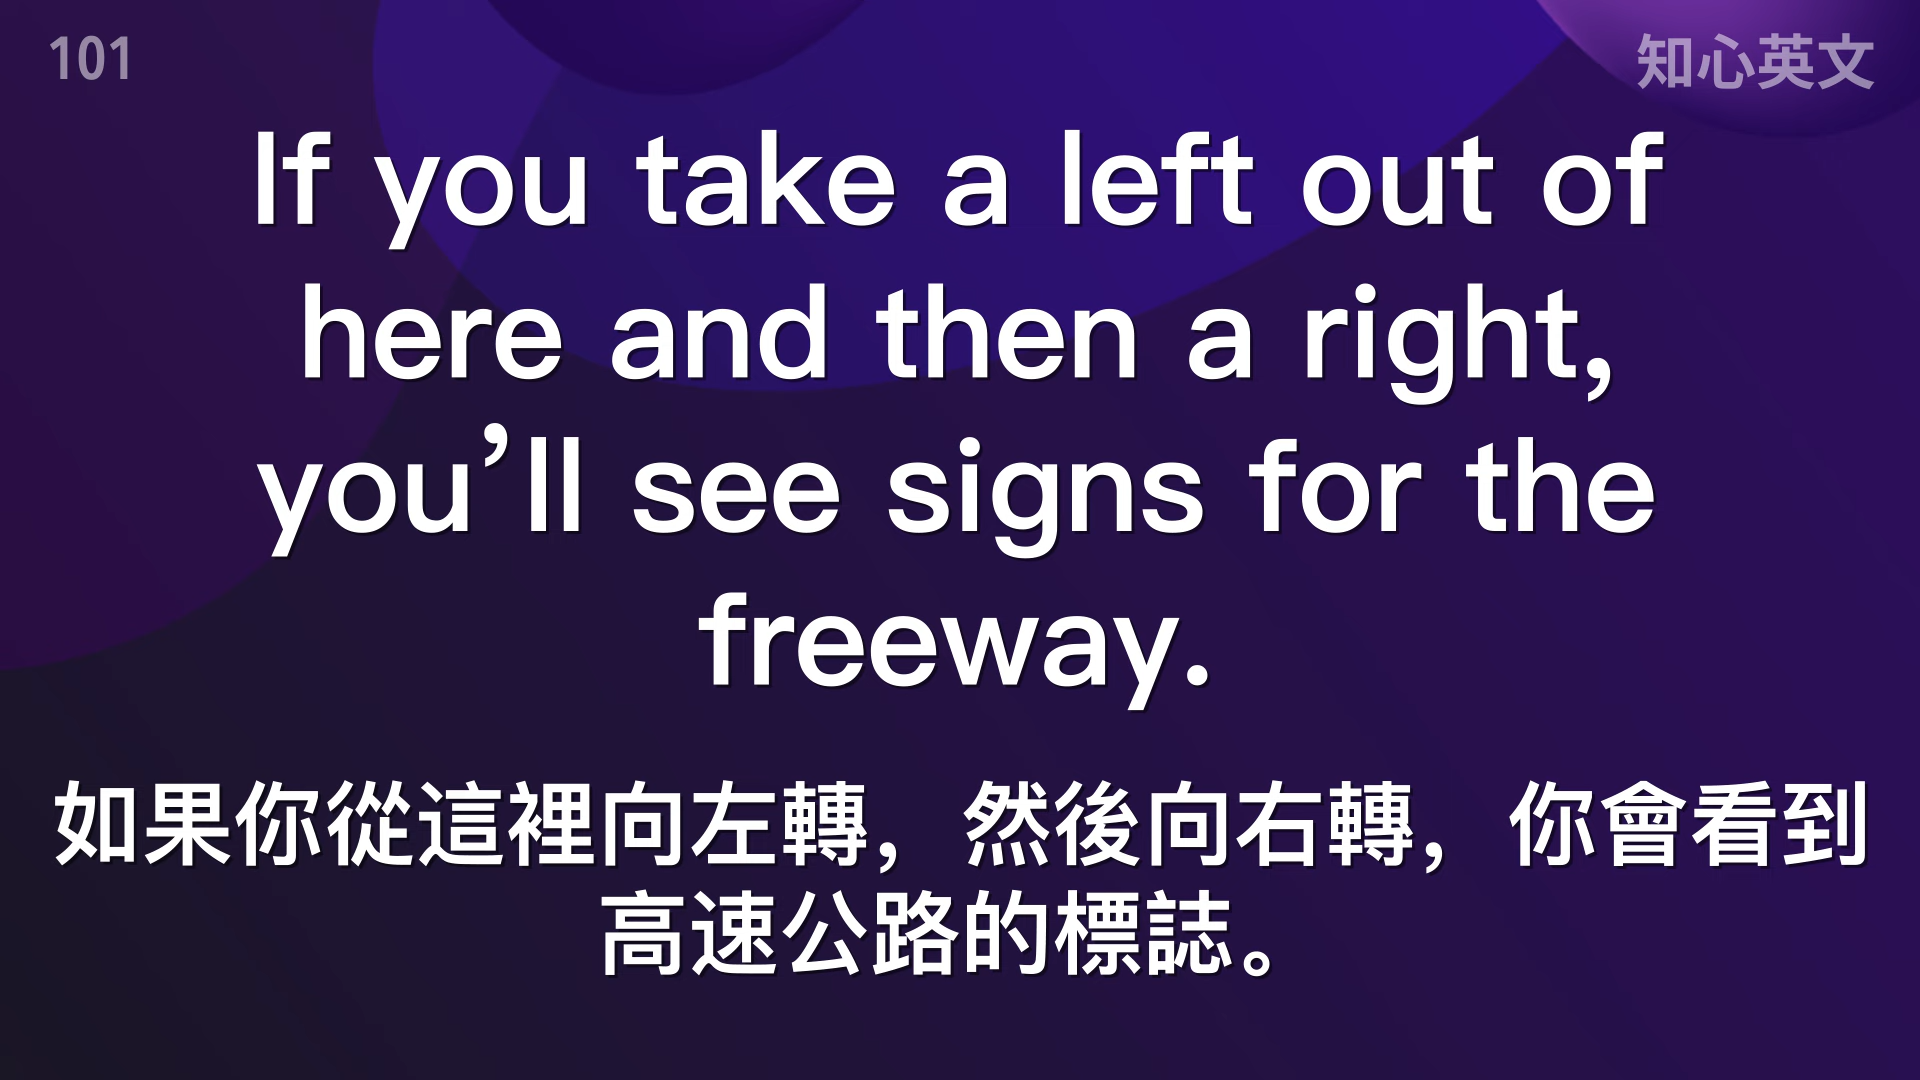 101
知心英文
If you take a left out of
here and then a right,
you’ll see signs for the
freeway.
如果你從這裡向左轉，然後向右轉，你會看到
高速公路的標誌。